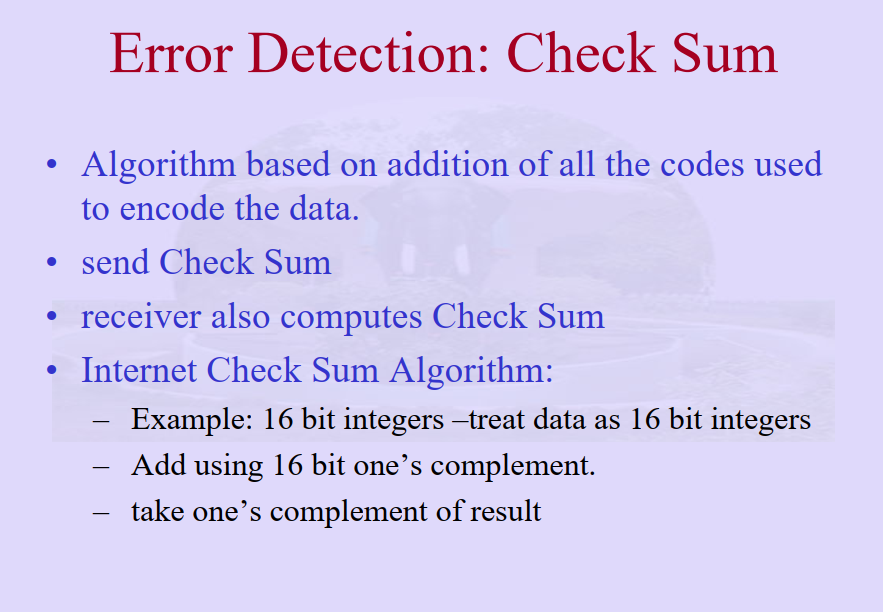 Error Detection: Check Sum
• Algorithm based on addition of all the codes used
to encode the data.
• send Check Sum
• receiver also computes Check Sum
• Internet Check Sum Algorithm:
– Example: 16 bit integers –treat data as 16 bit integers
– Add using 16 bit one’s complement.
– take one’s complement of result